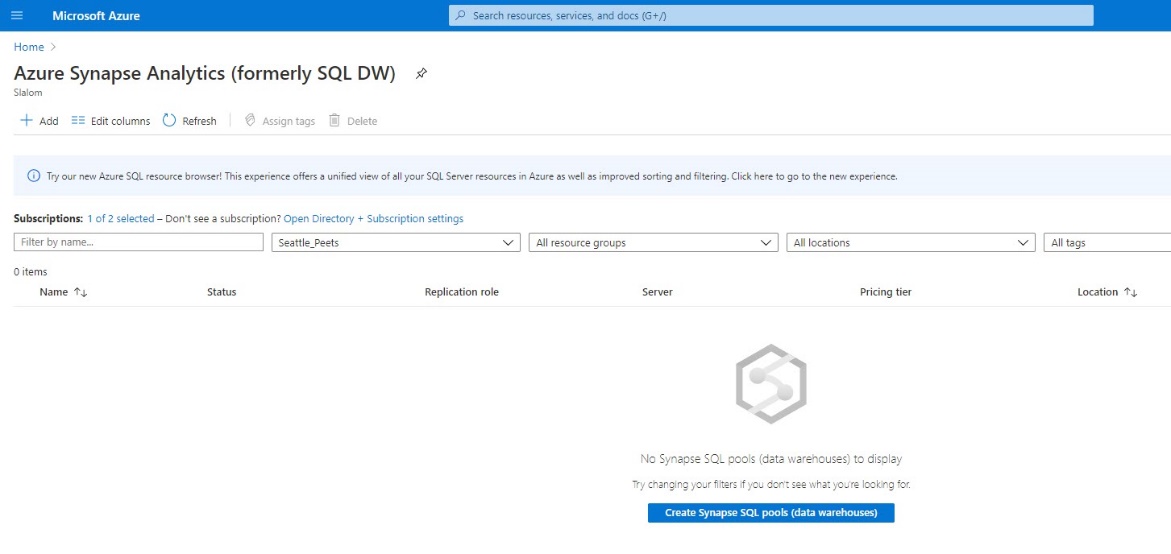 Microsoft Azure
Search resources, services, and docs (G+/)
Home
Azure Synapse Analytics (formerly SQL DW)
Slalom
Add Edit columns Refresh Assign tags Delete
Try our new Azure SQL resource browser! This experience offers a unified view of all your SQL Server resources in Azure as well as improved sorting and filtering. Click here to go to the new experience.
Subscriptions: 1 of 2 selected – Don't see a subscription? Open Directory + Subscription settings
Filter by name... Seattle_Peets All resource groups All locations All tags
0 items
Name Status Replication role Server Pricing tier Location
No Synapse SQL pools (data warehouses) to display
Try changing your filters if you don't see what you're looking for.
Create Synapse SQL pools (data warehouses)